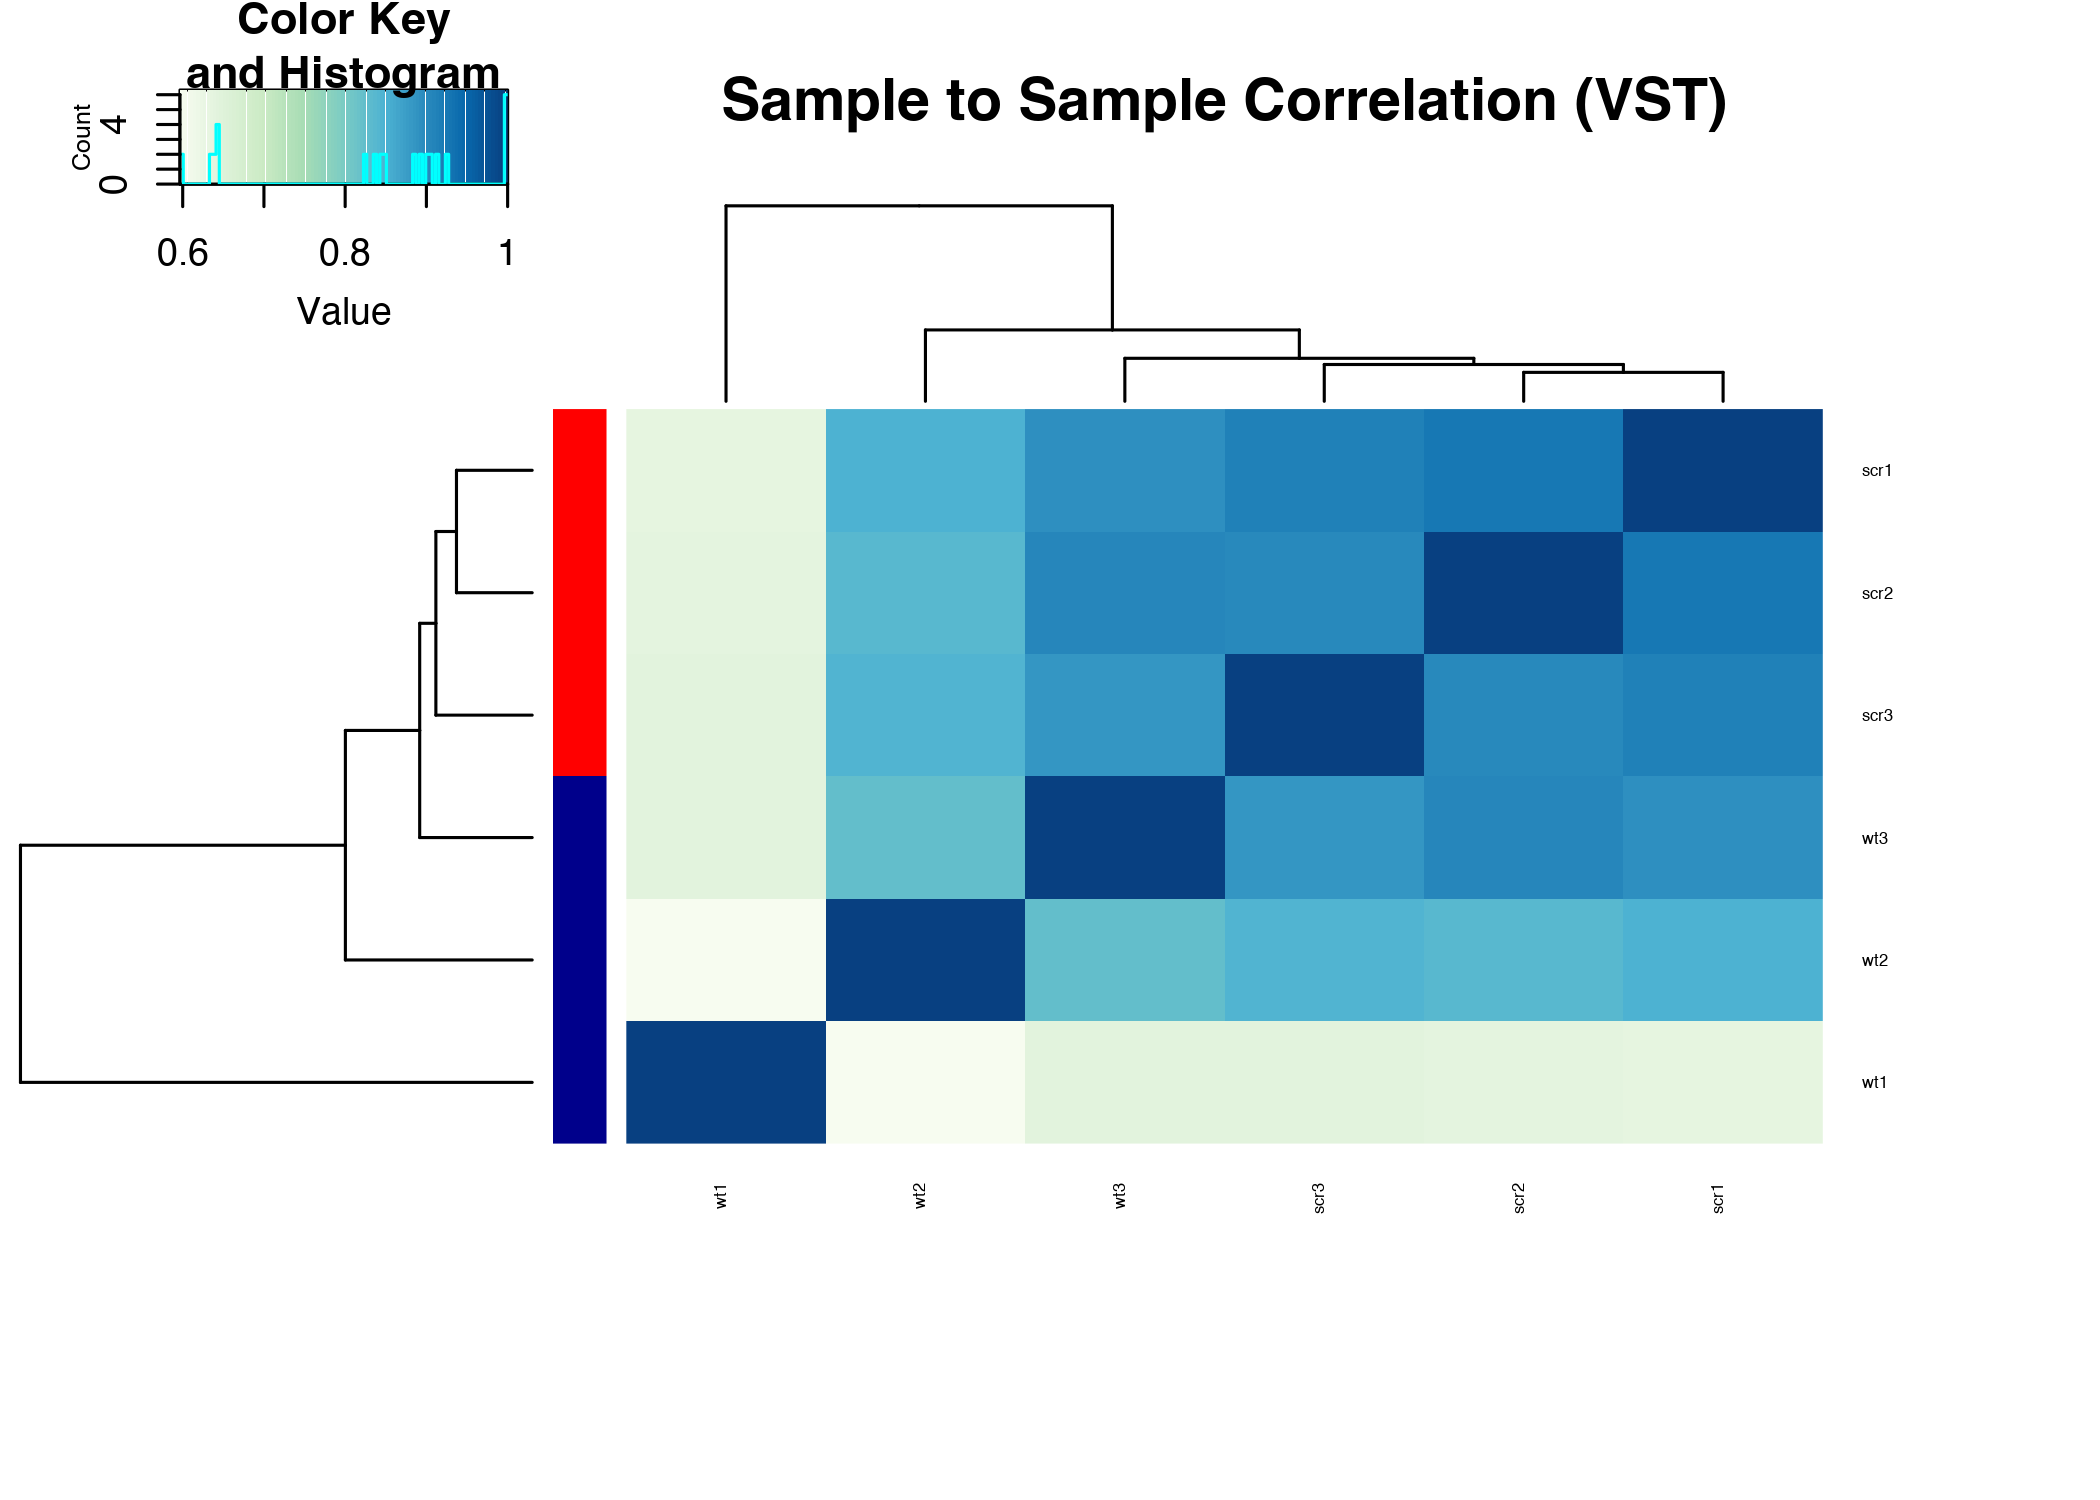 Color Key
and Histogram
Count
0 4
0.6 0.8 1
Value
Sample to Sample Correlation (VST)
scr1
scr2
scr3
wt3
wt2
wt1
wt1 wt2 wt3 scr3 scr2 scr1